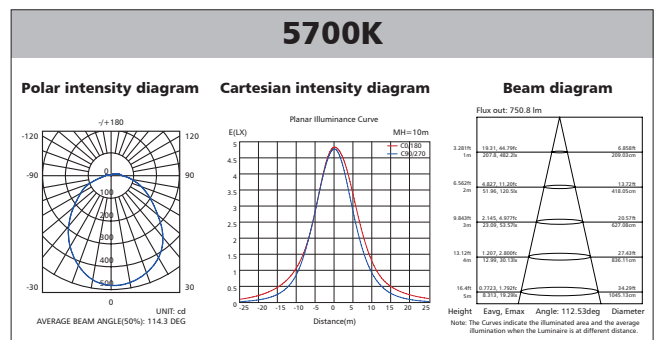 5700K
Polar intensity diagram
Cartesian intensity diagram
Beam diagram
-/+180
-120
120
-90
90
0
100
200
300
400
500
-30
30
0
UNIT: cd
AVERAGE BEAM ANGLE(50%): 114.3 DEG
Planar Illuminance Curve
E(LX)
MH=10m
C0/180
C90/270
5
4.5
4
3.5
3
2.5
2
1.5
1
0.5
0
-25 -20 -15 -10 -5 0 5 10 15 20 25
Distance(m)
Flux out: 750.8 lm
3.281ft 19.31, 44.79fc 6.858ft
1m 207.8, 482.2lx 209.03cm
6.562ft 4.827, 11.20fc 13.72ft
2m 51.96, 120.5lx 418.05cm
9.843ft 2.145, 4.977fc 20.57ft
3m 23.09, 53.57lx 627.08cm
13.12ft 1.207, 2.800fc 27.43ft
4m 12.99, 30.13lx 836.11cm
16.4ft 0.7723, 1.792fc 34.29ft
5m 8.313, 19.29lx 1045.13cm
Height Eavg, Emax Angle: 112.53deg Diameter
Note: The Curves indicate the illuminated area and the average
illumination when the Luminaire is at different distance.